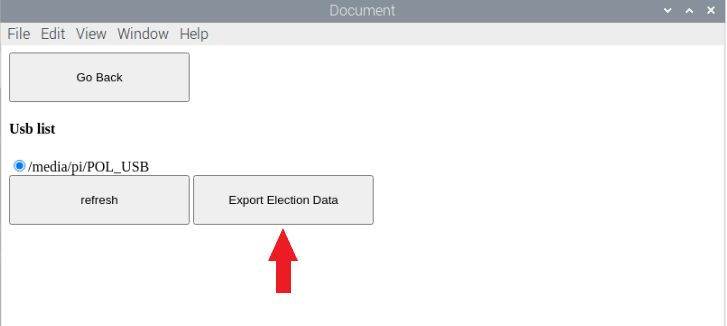 Document
File Edit View Window Help
Go Back
Usb list
/media/pi/POL_USB
refresh Export Election Data